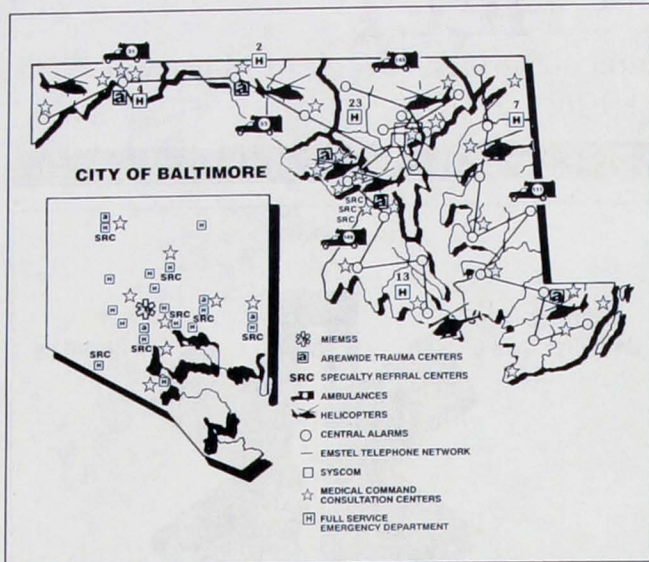 2
H
a
4
H
a
23
H
7
H
a
SRC
SRC
SRC
a
13
H
a
CITY OF BALTIMORE
a
H
SRC
H
H
SRC
H
H
H
H
H
a
H
SRC
H
H
SRC
a
H
SRC
a
H
SRC
H
H
MIEMSS
a AREAWIDE TRAUMA CENTERS
SRC SPECIALTY REFRRAL CENTERS
AMBULANCES
HELICOPTERS
CENTRAL ALARMS
EMSTEL TELEPHONE NETWORK
SYSCOM
MEDICAL COMMAND
CONSULTATION CENTERS
H FULL SERVICE
EMERGENCY DEPARTMENT